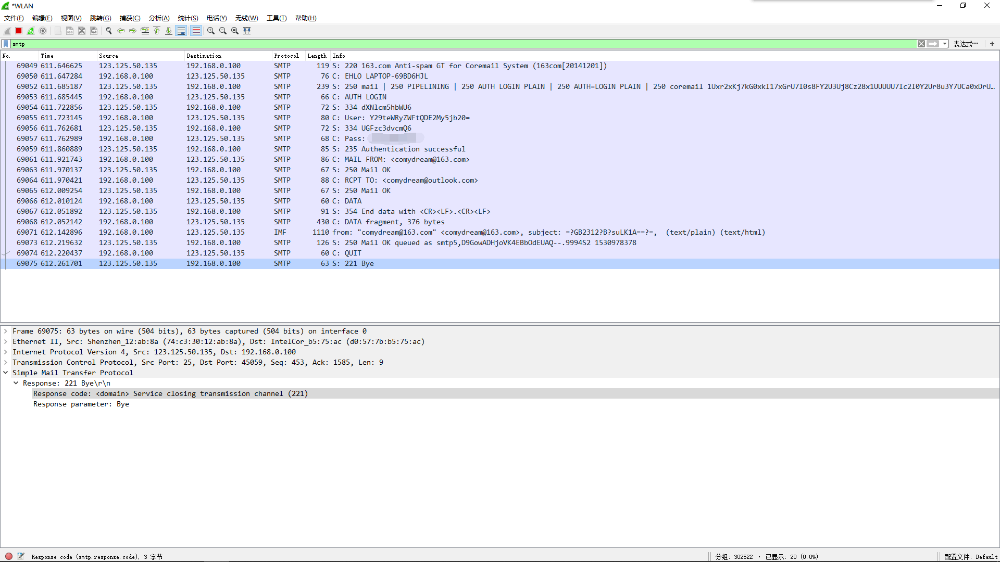 *WLAN
文件(F) 编辑(E) 视图(V) 跳转(G) 捕获(C) 分析(A) 统计(S) 电话(Y) 无线(W) 工具(T) 帮助(H)
smtp 表达式… +
No. Time Source Destination Protocol Length Info
69049 611.646625 123.125.50.135 192.168.0.100 SMTP 119 S: 220 163.com Anti-spam GT for Coremail System (163com[20141201])
69050 611.647284 192.168.0.100 123.125.50.135 SMTP 76 C: EHLO LAPTOP-69BD6HJL
69052 611.685187 123.125.50.135 192.168.0.100 SMTP 239 S: 250 mail | 250 PIPELINING | 250 AUTH LOGIN PLAIN | 250 AUTH=LOGIN PLAIN | 250 coremail 1Uxr2xKj7kG0xkI17xGrU7I0s8FY2U3Uj8Cz28x1UUUUU7Ic2I0Y2Ur8u3Y7UCa0xDrU…
69053 611.685445 192.168.0.100 123.125.50.135 SMTP 66 C: AUTH LOGIN
69054 611.722856 123.125.50.135 192.168.0.100 SMTP 72 S: 334 dXNlcm5hbWU6
69055 611.723145 192.168.0.100 123.125.50.135 SMTP 80 C: User: Y29teWRyZWFtQDE2My5jb20=
69056 611.762681 123.125.50.135 192.168.0.100 SMTP 72 S: 334 UGFzc3dvcmQ6
69057 611.762989 192.168.0.100 123.125.50.135 SMTP 68 C: Pass:
69059 611.860889 123.125.50.135 192.168.0.100 SMTP 85 S: 235 Authentication successful
69061 611.921743 192.168.0.100 123.125.50.135 SMTP 86 C: MAIL FROM: <comydream@163.com>
69063 611.970137 123.125.50.135 192.168.0.100 SMTP 67 S: 250 Mail OK
69064 611.970421 192.168.0.100 123.125.50.135 SMTP 88 C: RCPT TO: <comydream@outlook.com>
69065 612.009254 123.125.50.135 192.168.0.100 SMTP 67 S: 250 Mail OK
69066 612.010124 192.168.0.100 123.125.50.135 SMTP 60 C: DATA
69067 612.051892 123.125.50.135 192.168.0.100 SMTP 91 S: 354 End data with <CR><LF>.<CR><LF>
69068 612.052142 192.168.0.100 123.125.50.135 SMTP 430 C: DATA fragment, 376 bytes
69071 612.142896 192.168.0.100 123.125.50.135 IMF 1110 from: "comydream@163.com" <comydream@163.com>, subject: =?GB2312?B?suLK1A==?=,  (text/plain) (text/html)
69073 612.219632 123.125.50.135 192.168.0.100 SMTP 126 S: 250 Mail OK queued as smtp5,D9GowADHjoVK4EBbOdEUAQ--.9994S2 1530978378
69074 612.220437 192.168.0.100 123.125.50.135 SMTP 60 C: QUIT
69075 612.261701 123.125.50.135 192.168.0.100 SMTP 63 S: 221 Bye
Frame 69075: 63 bytes on wire (504 bits), 63 bytes captured (504 bits) on interface 0
Ethernet II, Src: Shenzhen_12:ab:8a (74:c3:30:12:ab:8a), Dst: IntelCor_b5:75:ac (d0:57:7b:b5:75:ac)
Internet Protocol Version 4, Src: 123.125.50.135, Dst: 192.168.0.100
Transmission Control Protocol, Src Port: 25, Dst Port: 45059, Seq: 453, Ack: 1585, Len: 9
Simple Mail Transfer Protocol
Response: 221 Bye\r\n
Response code: <domain> Service closing transmission channel (221)
Response parameter: Bye
Response code (smtp.response.code), 3 字节 分组: 302522 · 已显示: 20 (0.0%) 配置文件: Default